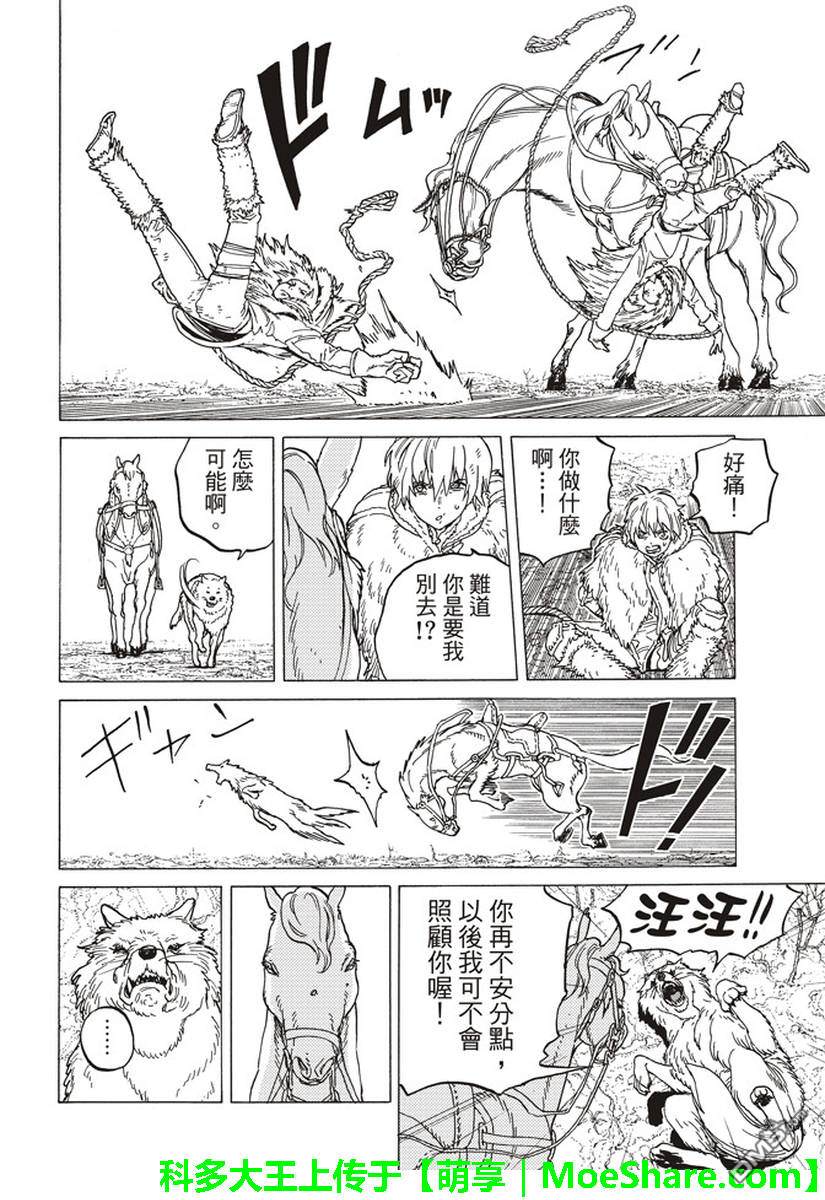 ドッ
ムッ
好痛！
你做什麼
啊⋯！
難道
你是要我
別去!?
怎麼
可能啊。
ドッ！
ギャン
汪汪!!
你再不安分點，
以後我可不會
照顧你喔！
⋯⋯
科多大王上传于【萌享｜MoeShare.com】